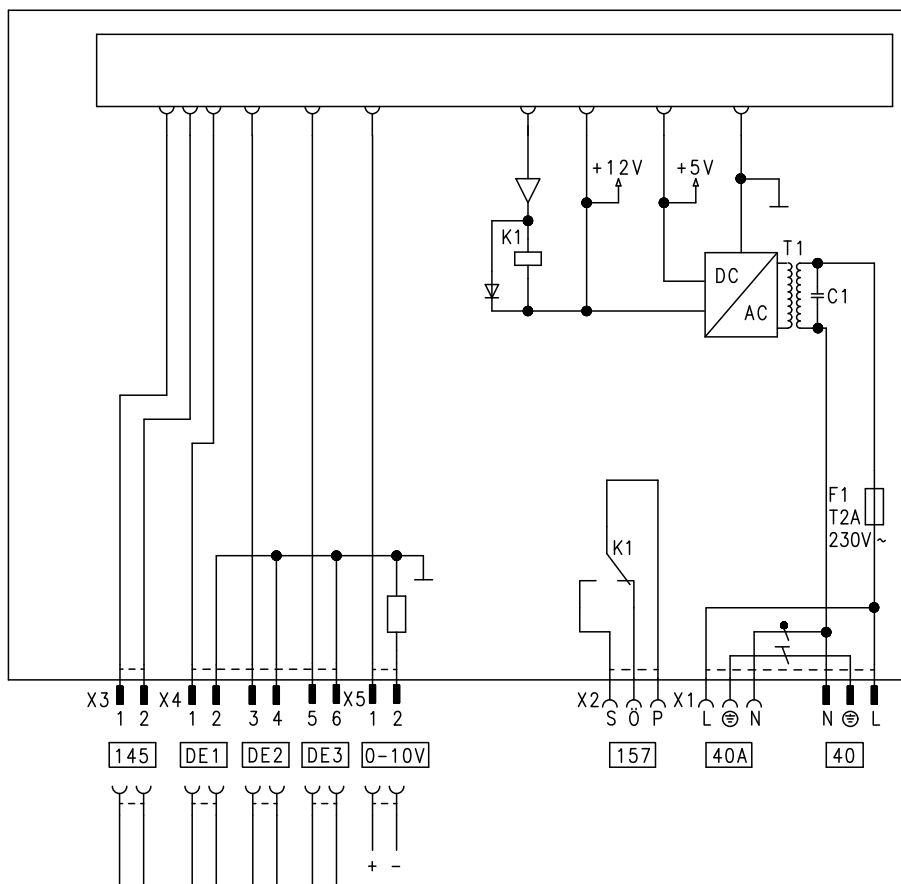 +12V +5V
K1 T1
DC
AC C1
F1
T2A
230V ~
K1
X3 X4 X5 X2 X1
1 2 1 2 3 4 5 6 1 2 S Ö P L N N L
145 DE1 DE2 DE3 0-10V 157 40A 40
+ -